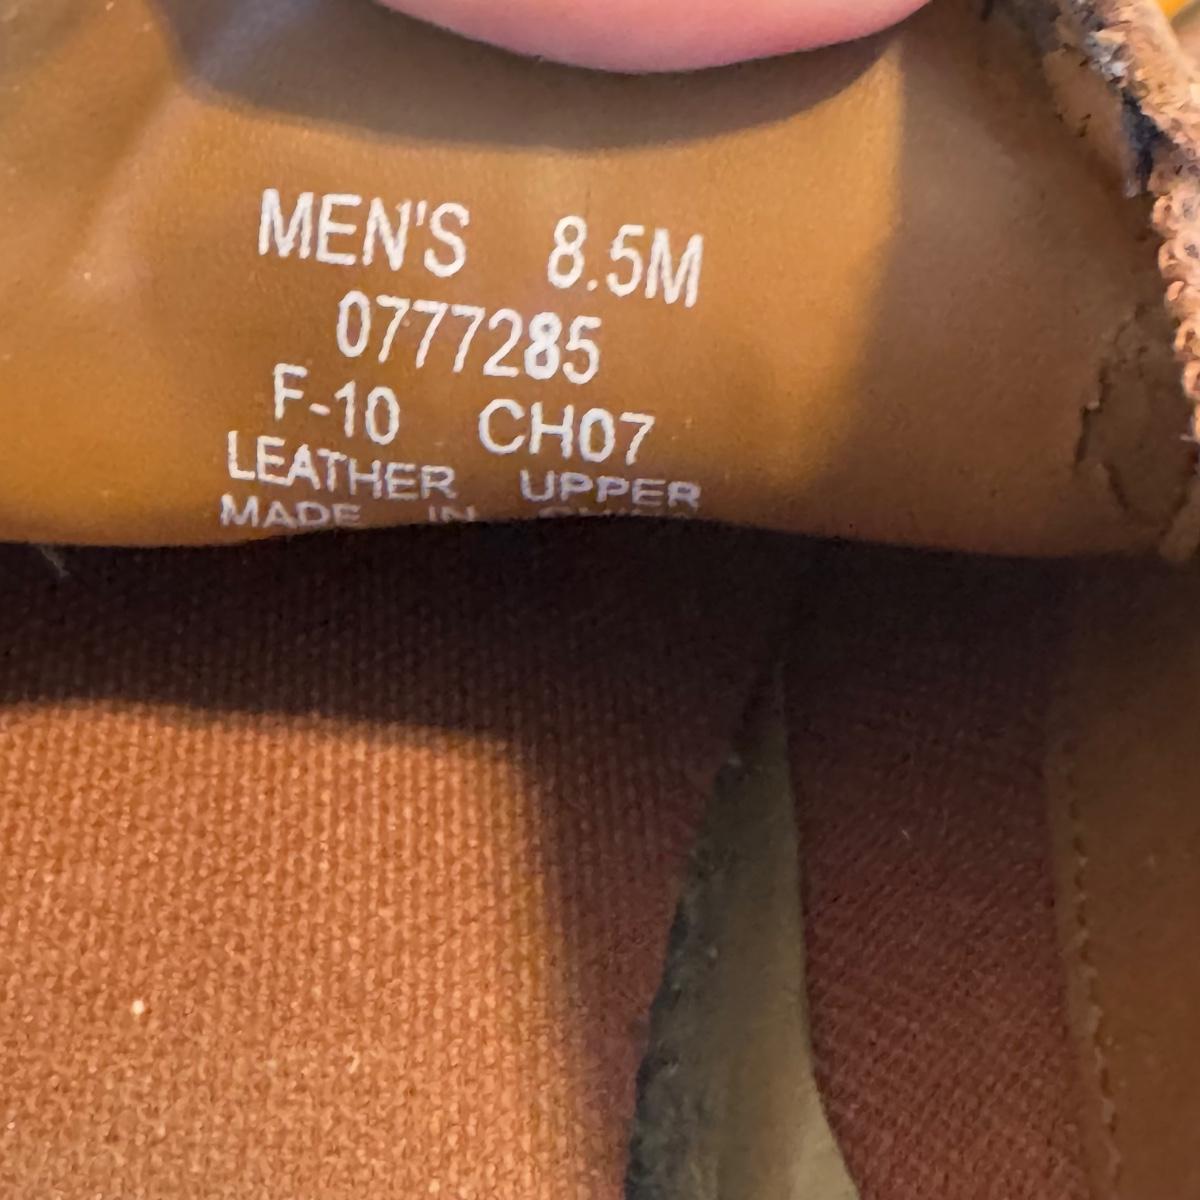 MEN'S 8.5M
0777285
F-10 CH07
LEATHER UPPER
MADE IN